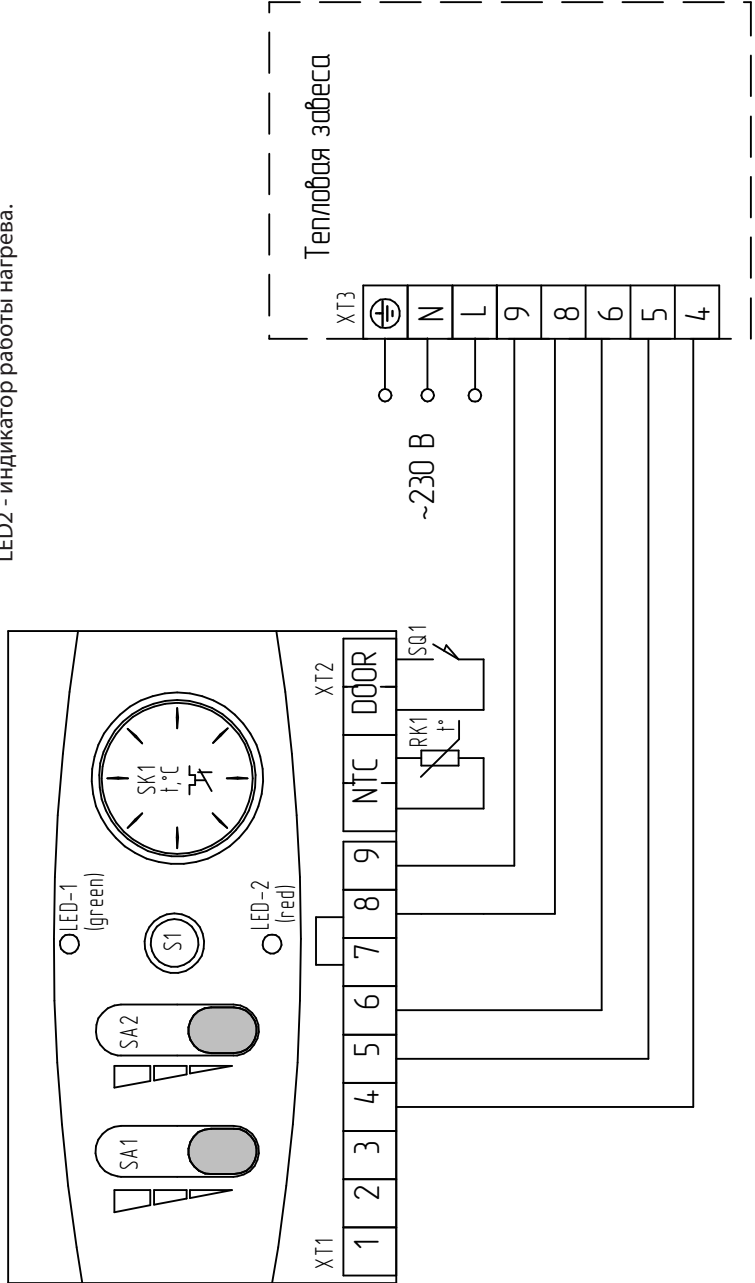 LED2 - индикатор работы нагрева.
SA1
SA2
S1
LED-1
(green)
LED-2
(red)
SK1
t,°C
XT1
1
2
3
4
5
6
7
8
9
XT2
NTC
DOOR
RK1
t°
SQ1
~230 В
XT3
N
L
9
8
6
5
4
Тепловая завеса